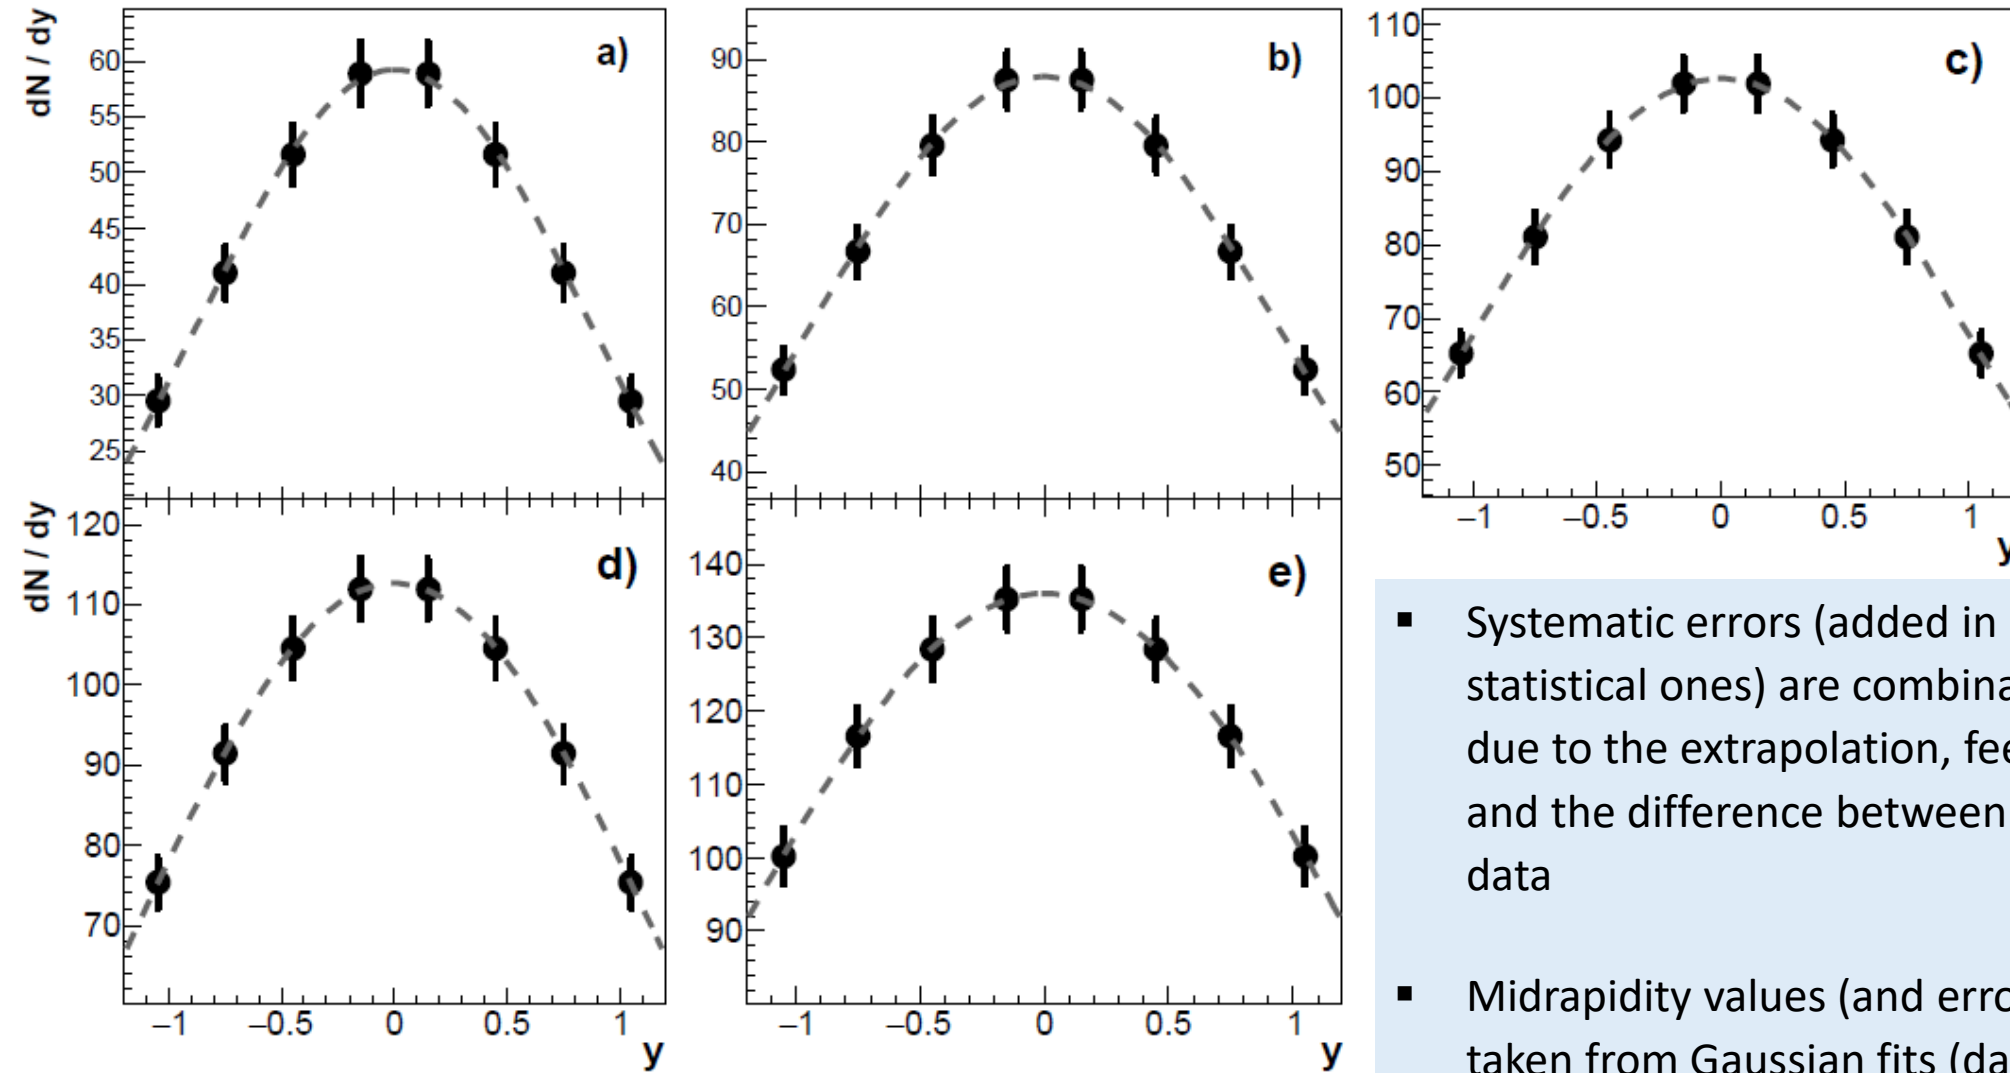 dN / dy
a)
60
55
50
45
40
35
30
25
b)
90
80
70
60
50
40
c)
110
100
90
80
70
60
50
−1 −0.5 0 0.5 1
y
dN / dy
d)
120
110
100
90
80
70
−1 −0.5 0 0.5 1
y
e)
140
130
120
110
100
90
−1 −0.5 0 0.5 1
y
▪ Systematic errors (added in
statistical ones) are combina
due to the extrapolation, fee
and the difference between
data
▪ Midrapidity values (and erro
taken from Gaussian fits (da